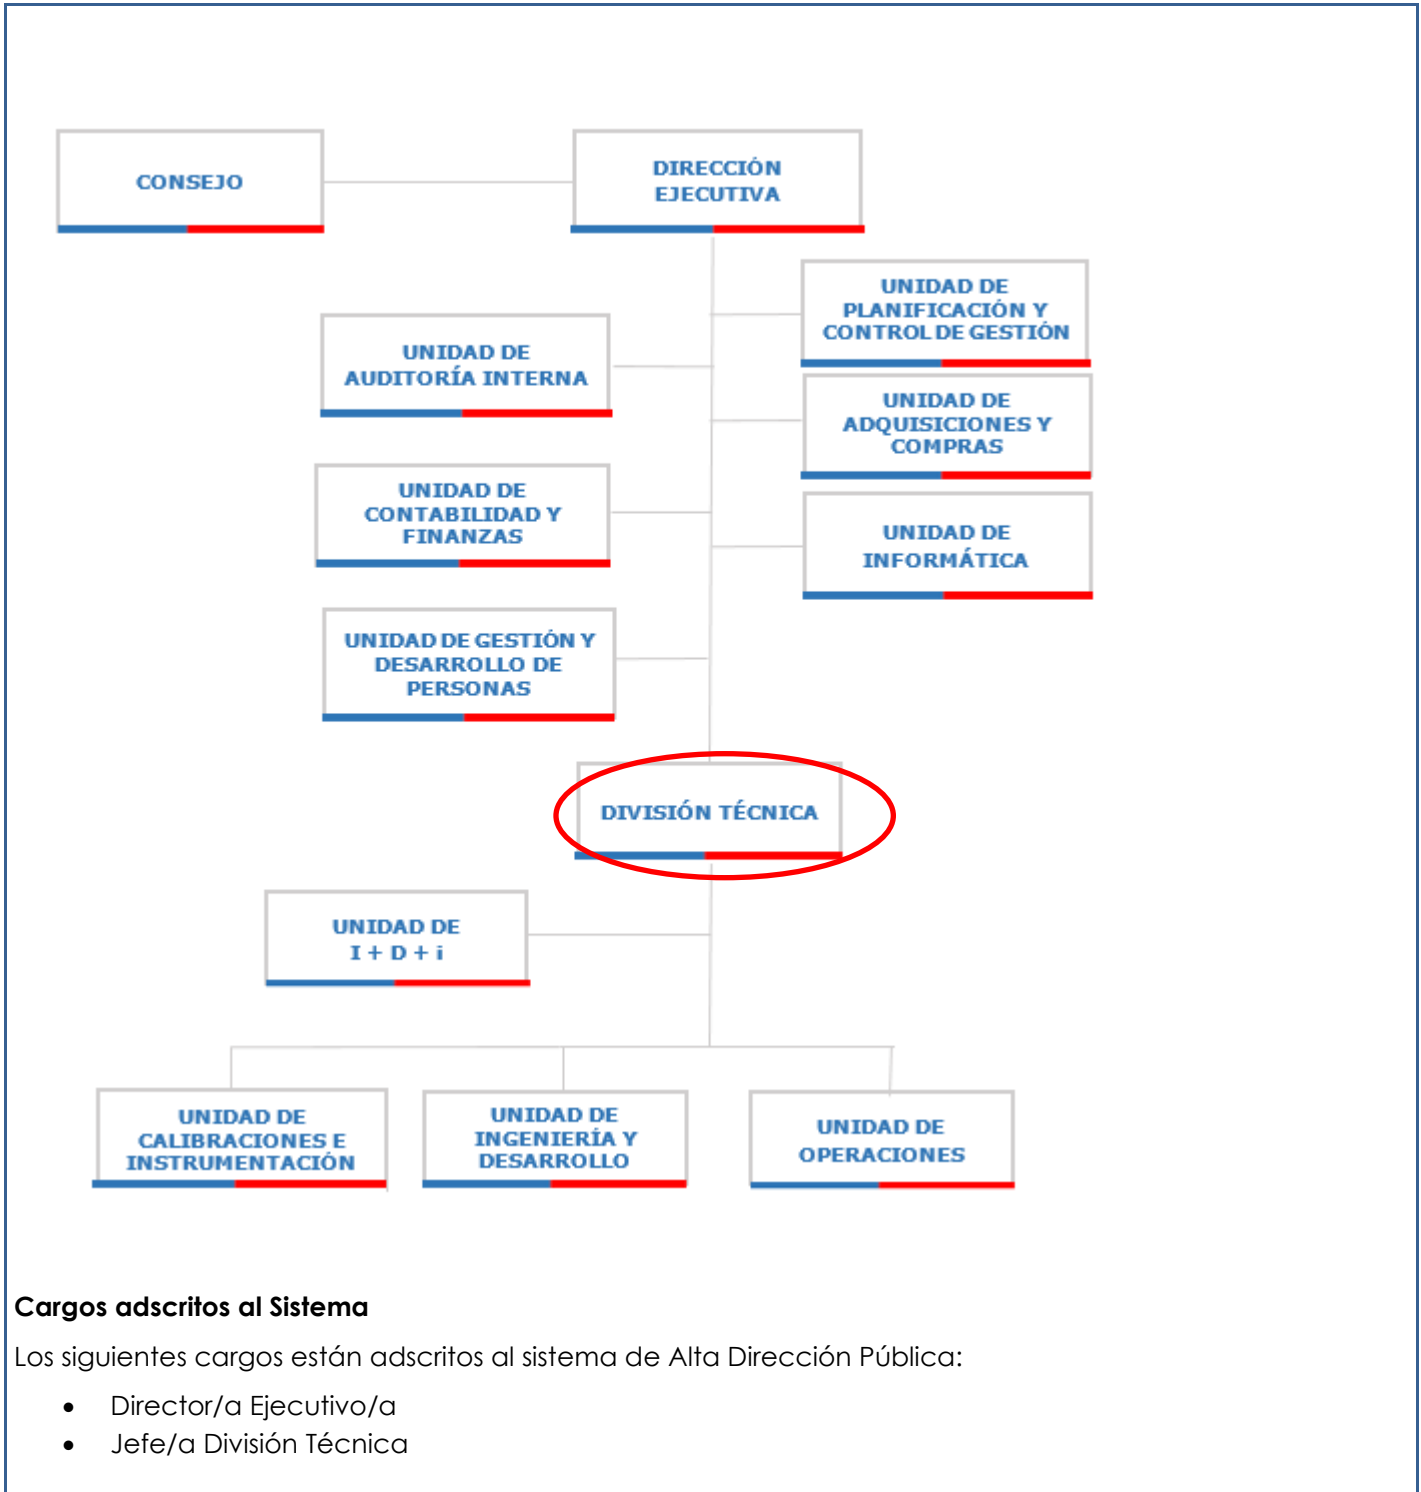 CONSEJO
DIRECCIÓN
EJECUTIVA
UNIDAD DE
PLANIFICACIÓN Y
CONTROL DE GESTIÓN
UNIDAD DE
AUDITORÍA INTERNA
UNIDAD DE
ADQUISICIONES Y
COMPRAS
UNIDAD DE
CONTABILIDAD Y
FINANZAS
UNIDAD DE
INFORMÁTICA
UNIDAD DE GESTIÓN Y
DESARROLLO DE
PERSONAS
DIVISIÓN TÉCNICA
UNIDAD DE
I + D + i
UNIDAD DE
CALIBRACIONES E
INSTRUMENTACIÓN
UNIDAD DE
INGENIERÍA Y
DESARROLLO
UNIDAD DE
OPERACIONES
Cargos adscritos al Sistema
Los siguientes cargos están adscritos al sistema de Alta Dirección Pública:
• Director/a Ejecutivo/a
• Jefe/a División Técnica